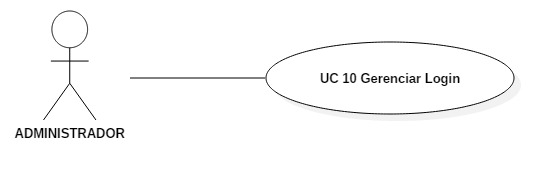 UC 10 Gerenciar Login
ADMINISTRADOR